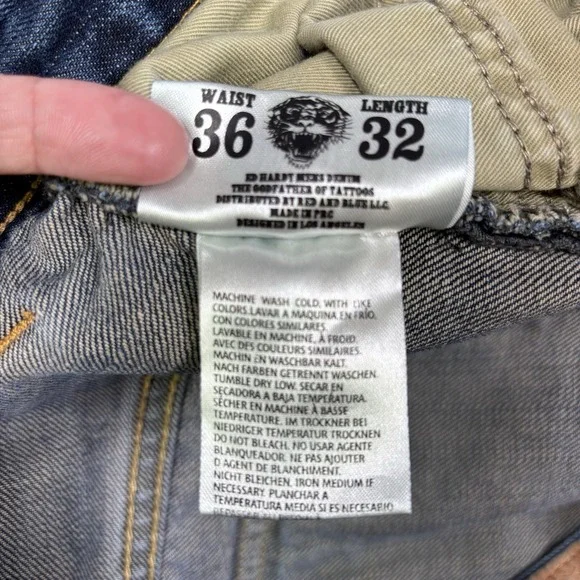 WAIST LENGTH
36 32
ED HARDY MENS DENIM
THE GODFATHER OF TATTOOS
DISTRIBUTED BY RED AND BLUE LLC.
MADE IN PRC
DESIGNED IN LOS ANGELES
MACHINE WASH COLD, WITH LIKE
COLORS.LAVAR A MAQUINA EN FRÍO.
CON COLORES SIMILARES.
LAVABLE EN MACHINE, À FROID.
AVEC DES COULEURS SIMILAIRES.
MACHIN EN WASCHBAR KALT.
NACH FARBEN GETRENNT WASCHEN.
TUMBLE DRY LOW. SECAR EN
SECADORA A BAJA TEMPERATURA.
SÉCHER EN MACHINE À BASSE
TEMPERATURE. IM TROCKNER BEI
NIEDRIGER TEMPERATUR TROCKNEN
DO NOT BLEACH. NO USAR AGENTE
BLANQUEADOR. NE PAS AJOUTER
D AGENT DE BLANCHIMENT.
NICHT BLEICHEN. IRON MEDIUM IF
NECESSARY. PLANCHAR A
TEMPERATURA MEDIA SI ES NECESARIO